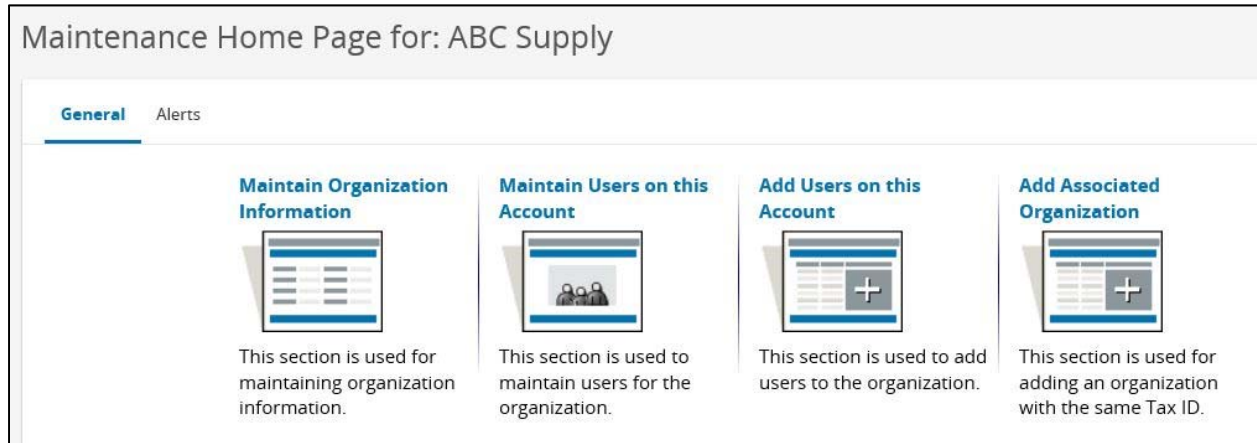 Maintenance Home Page for: ABC Supply
General Alerts
Maintain Organization
Information
This section is used for
maintaining organization
information.
Maintain Users on this
Account
This section is used to
maintain users for the
organization.
Add Users on this
Account
This section is used to add
users to the organization.
Add Associated
Organization
This section is used for
adding an organization
with the same Tax ID.